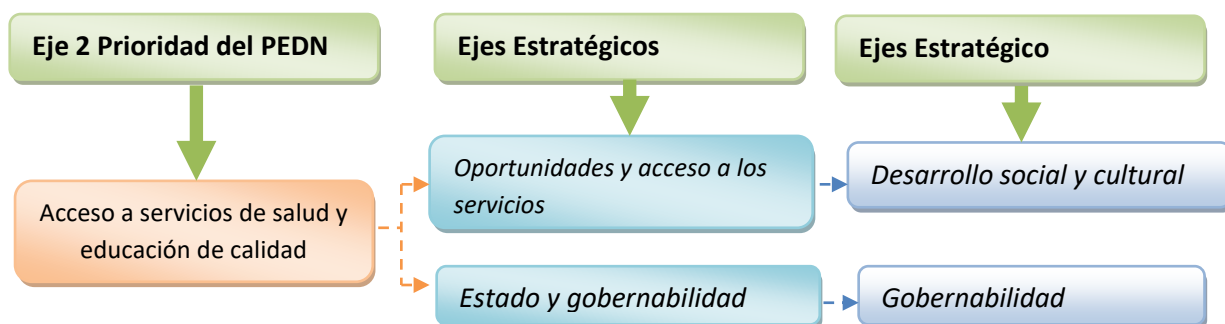 Eje 2 Prioridad del PEDN
Ejes Estratégicos
Ejes Estratégico
Oportunidades y acceso a los
servicios
Desarrollo social y cultural
Acceso a servicios de salud y
educación de calidad
Estado y gobernabilidad
Gobernabilidad